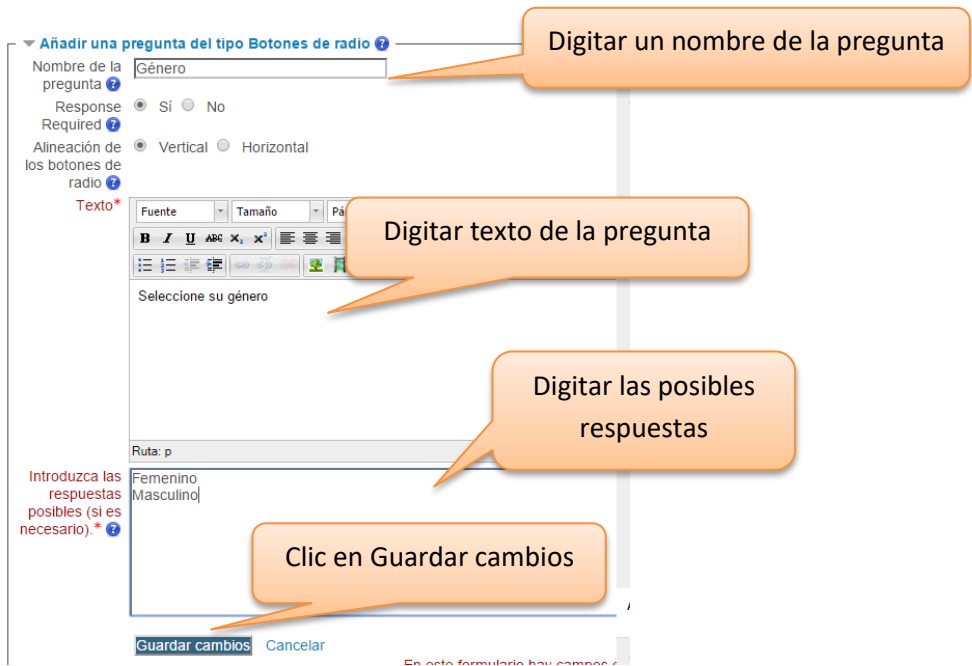 Digitar un nombre de la pregunta
Añadir una pregunta del tipo Botones de radio
Nombre de la pregunta
Género
Response Required
Sí No
Alineación de los botones de radio
Vertical Horizontal
Texto*
Fuente Tamaño
B I U ABC X₂ X²
Digitar texto de la pregunta
Seleccione su género
Digitar las posibles
respuestas
Ruta: p
Introduzca las respuestas posibles (si es necesario).*
Femenino
Masculino
Clic en Guardar cambios
Guardar cambios Cancelar
En este formulario hay campos